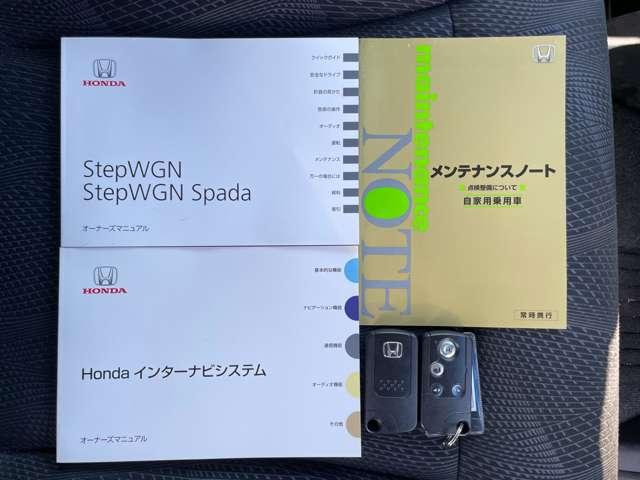 HONDA
クイックガイド
安全なドライブ
計器の見かた
各部の操作
オーディオ
運転
メンテナンス
万一の場合には
資料
索引
StepWGN
StepWGN Spada
オーナーズマニュアル
maintenance
NOTE
メンテナンスノート
点検整備について
自家用乗用車
常時携行
HONDA
基本的な機能
ナビゲーション機能
通信機能
オーディオ機能
その他
Honda インターナビシステム
オーナーズマニュアル